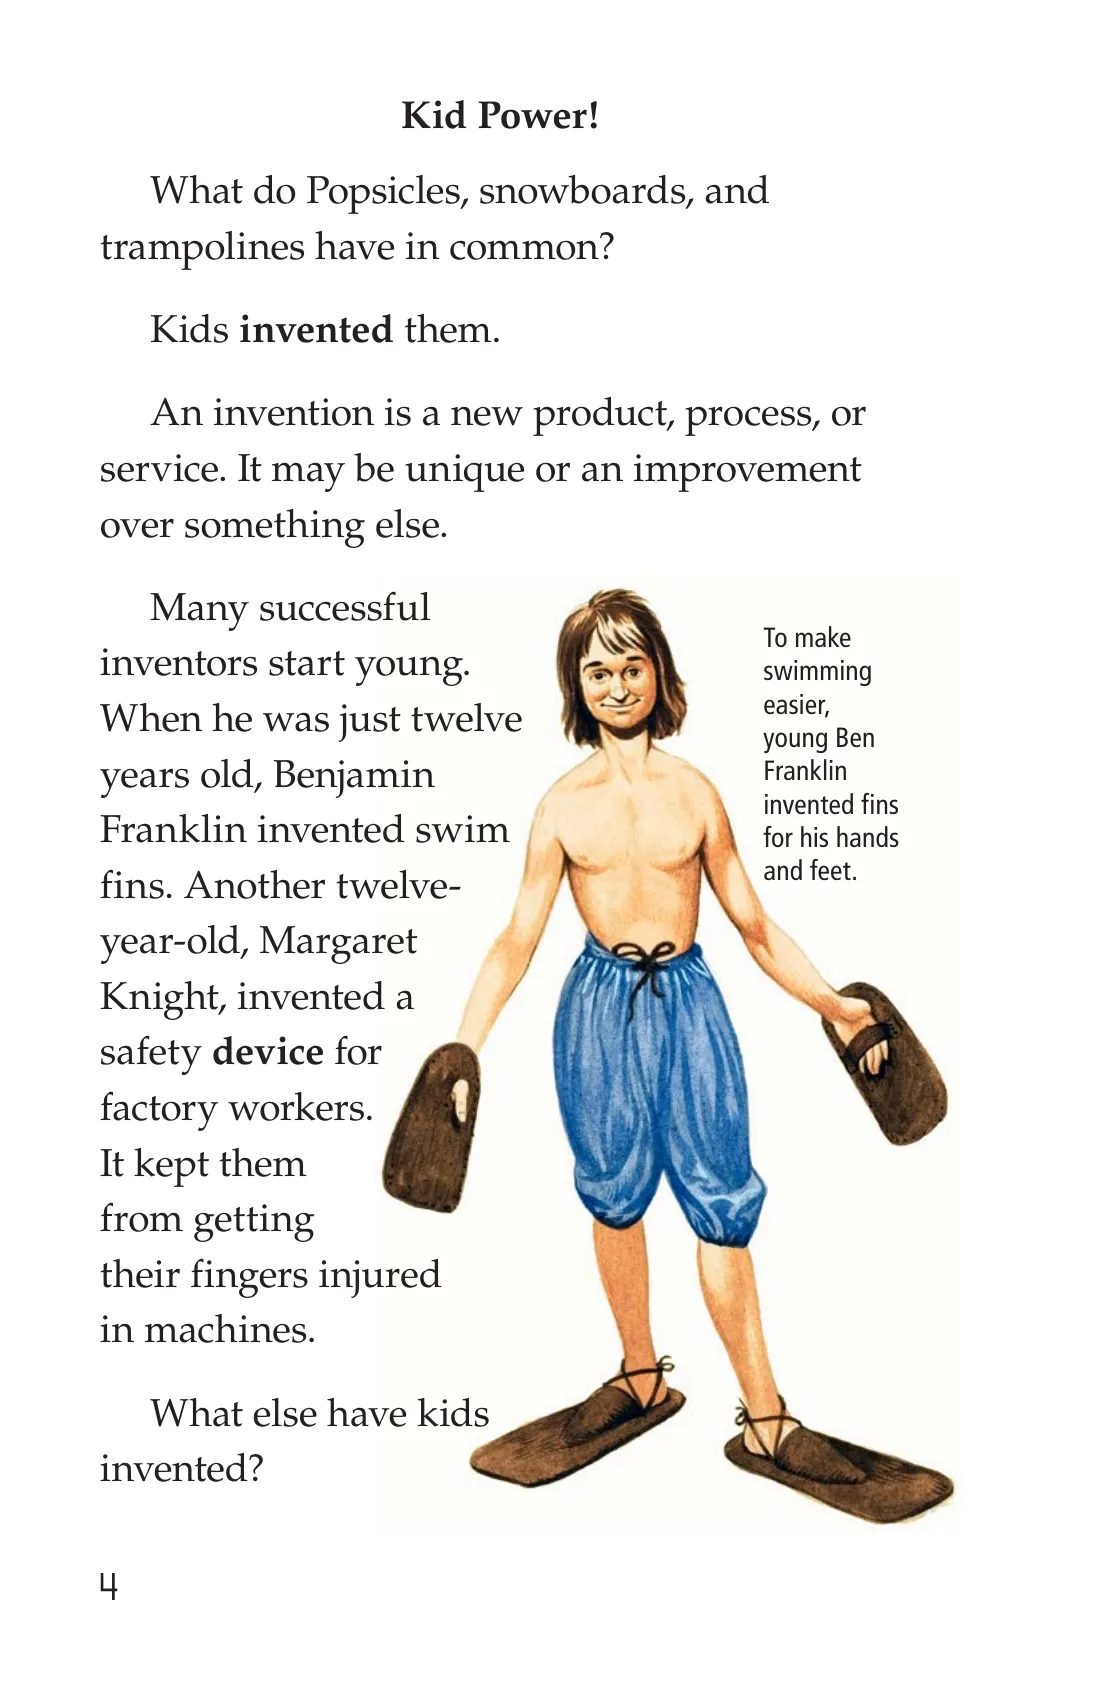 Kid Power!
What do Popsicles, snowboards, and
trampolines have in common?
Kids invented them.
An invention is a new product, process, or
service. It may be unique or an improvement
over something else.
Many successful
inventors start young.
When he was just twelve
years old, Benjamin
Franklin invented swim
fins. Another twelve-
year-old, Margaret
Knight, invented a
safety device for
factory workers.
It kept them
from getting
their fingers injured
in machines.
What else have kids
invented?
To make
swimming
easier,
young Ben
Franklin
invented fins
for his hands
and feet.
4